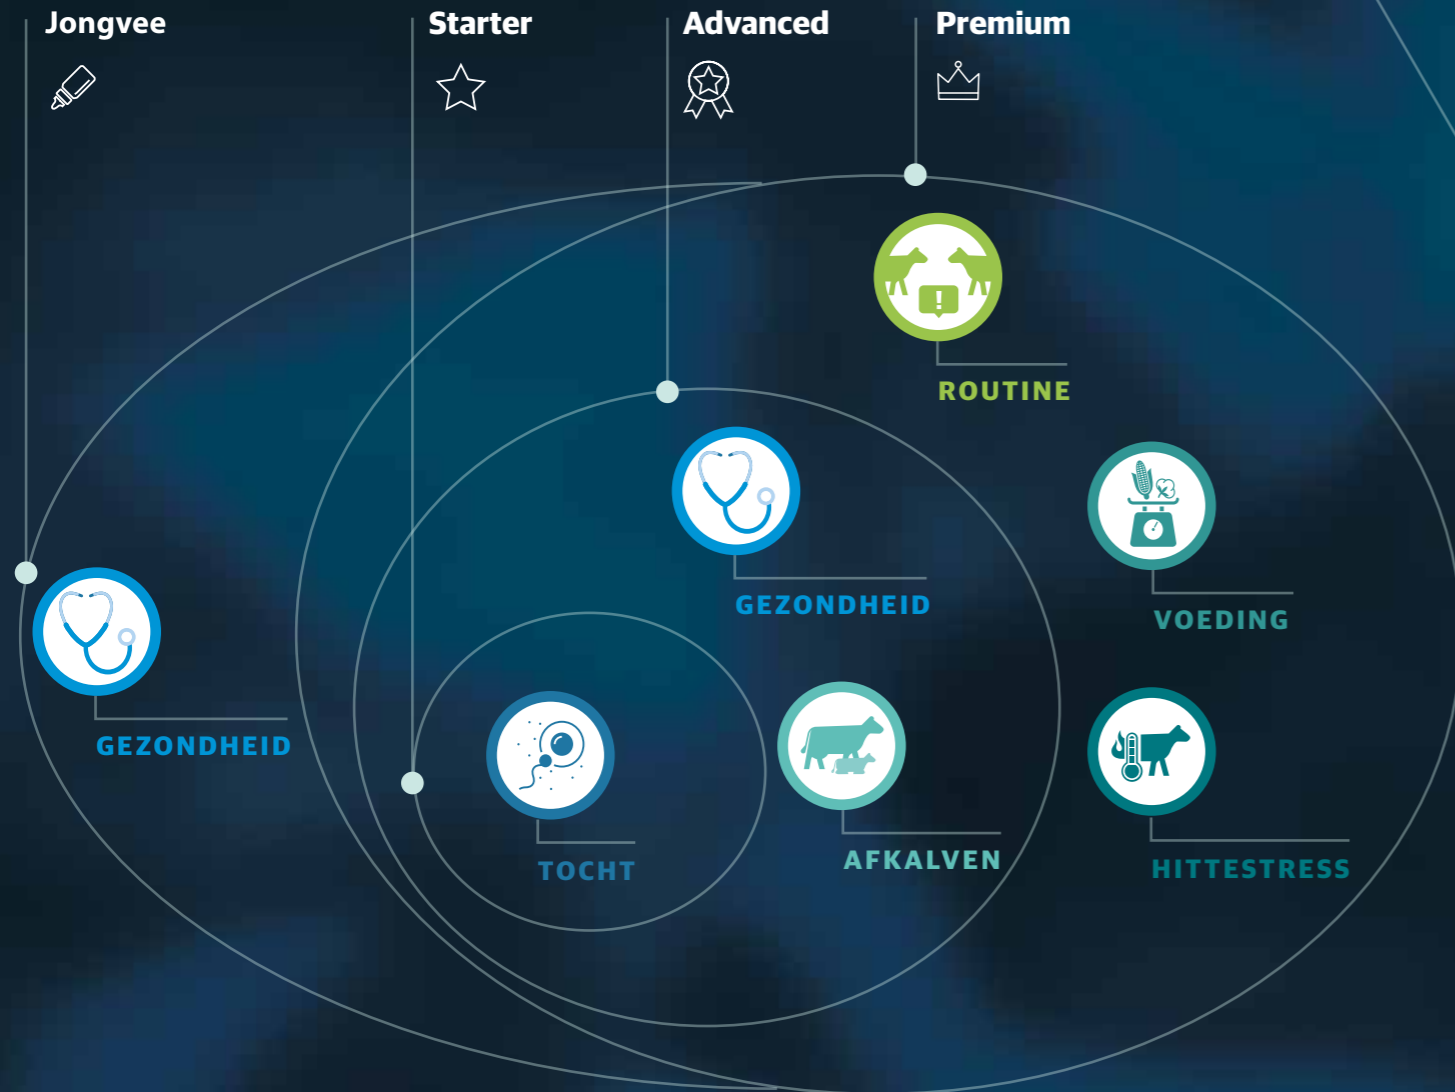 Jongvee
Starter
Advanced
Premium
!
ROUTINE
GEZONDHEID
VOEDING
GEZONDHEID
TOCHT
AFKALVEN
HITTESTRESS